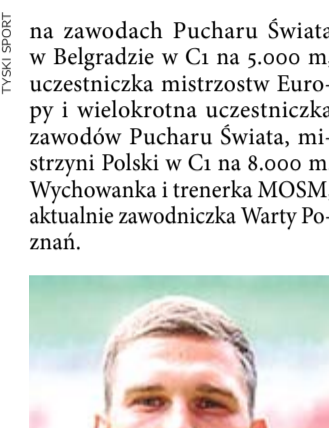 TYSKI SPORT
na zawodach Pucharu Świata
w Belgradzie w C1 na 5.000 m,
uczestniczka mistrzostw Euro-
py i wielokrotna uczestniczka
zawodów Pucharu Świata, mi-
strzyni Polski w C1 na 8.000 m.
Wychowanka i trenerka MOSM,
aktualnie zawodniczka Warty Po-
znań.